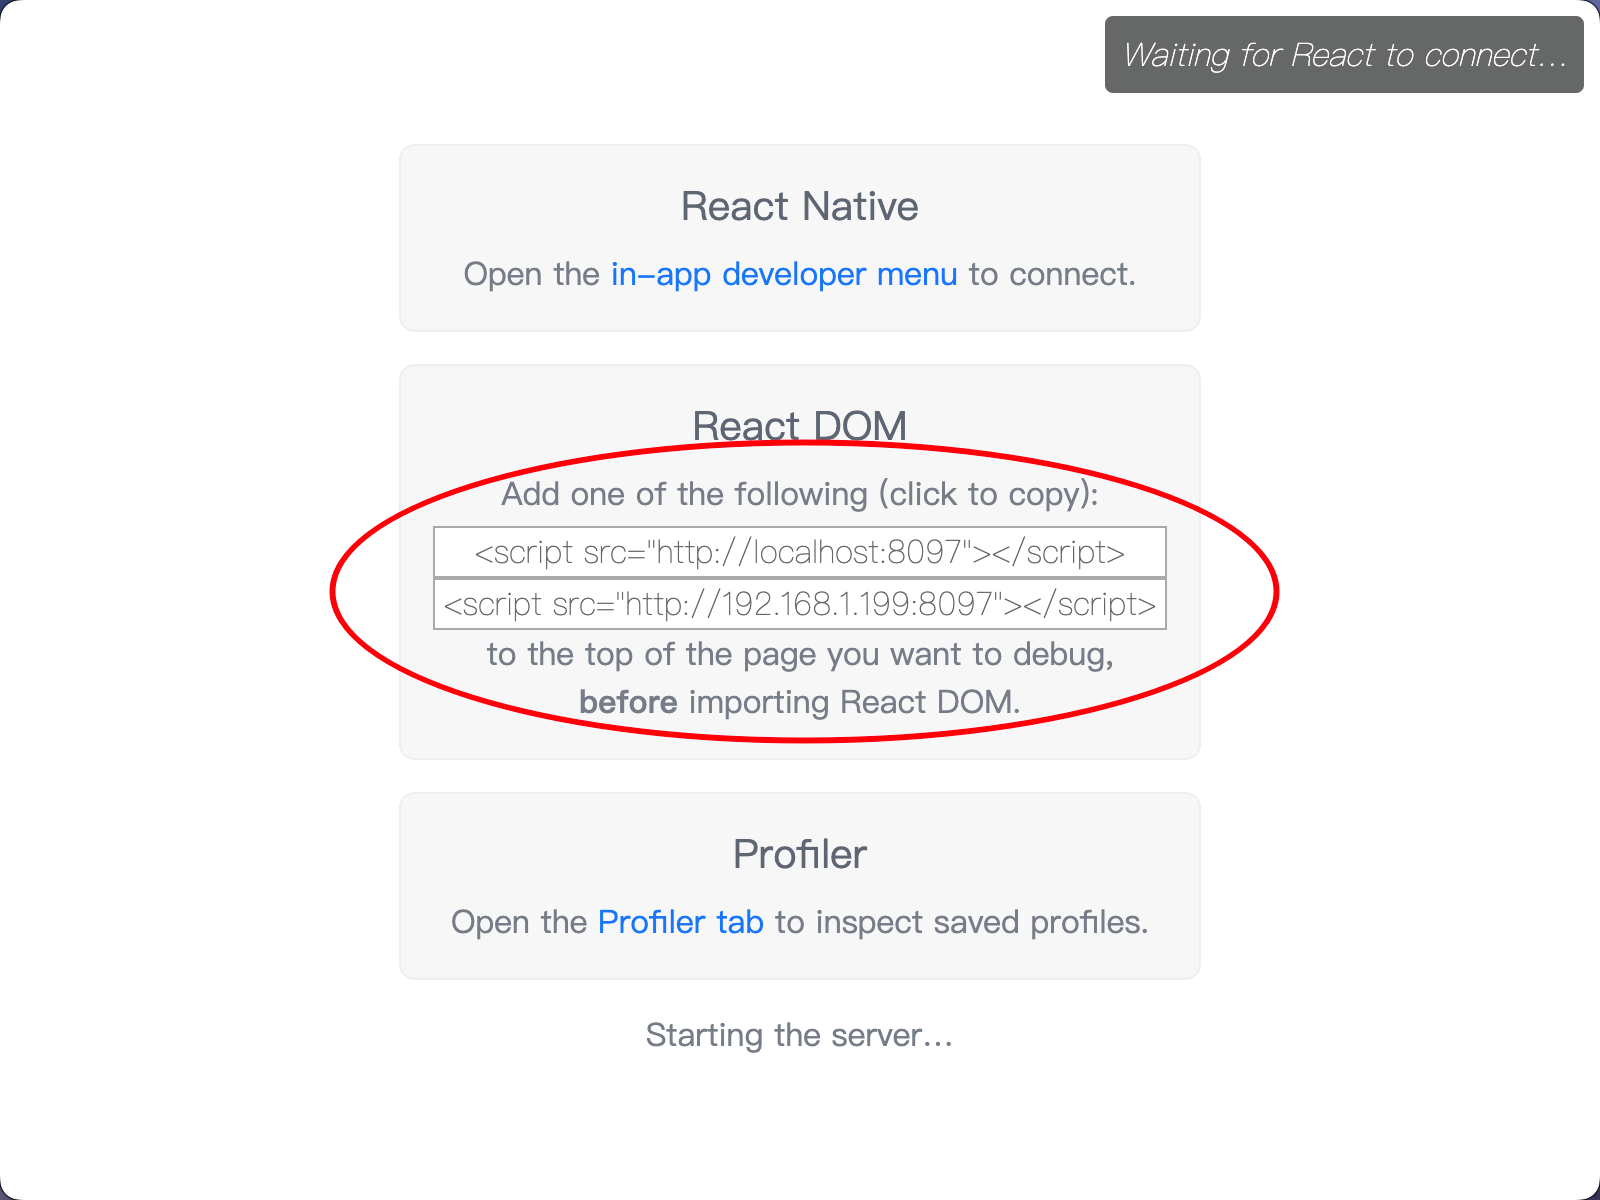 Waiting for React to connect…
React Native
Open the in-app developer menu to connect.
React DOM
Add one of the following (click to copy):
<script src="http://localhost:8097"></script>
<script src="http://192.168.1.199:8097"></script>
to the top of the page you want to debug,
before importing React DOM.
Profiler
Open the Profiler tab to inspect saved profiles.
Starting the server…